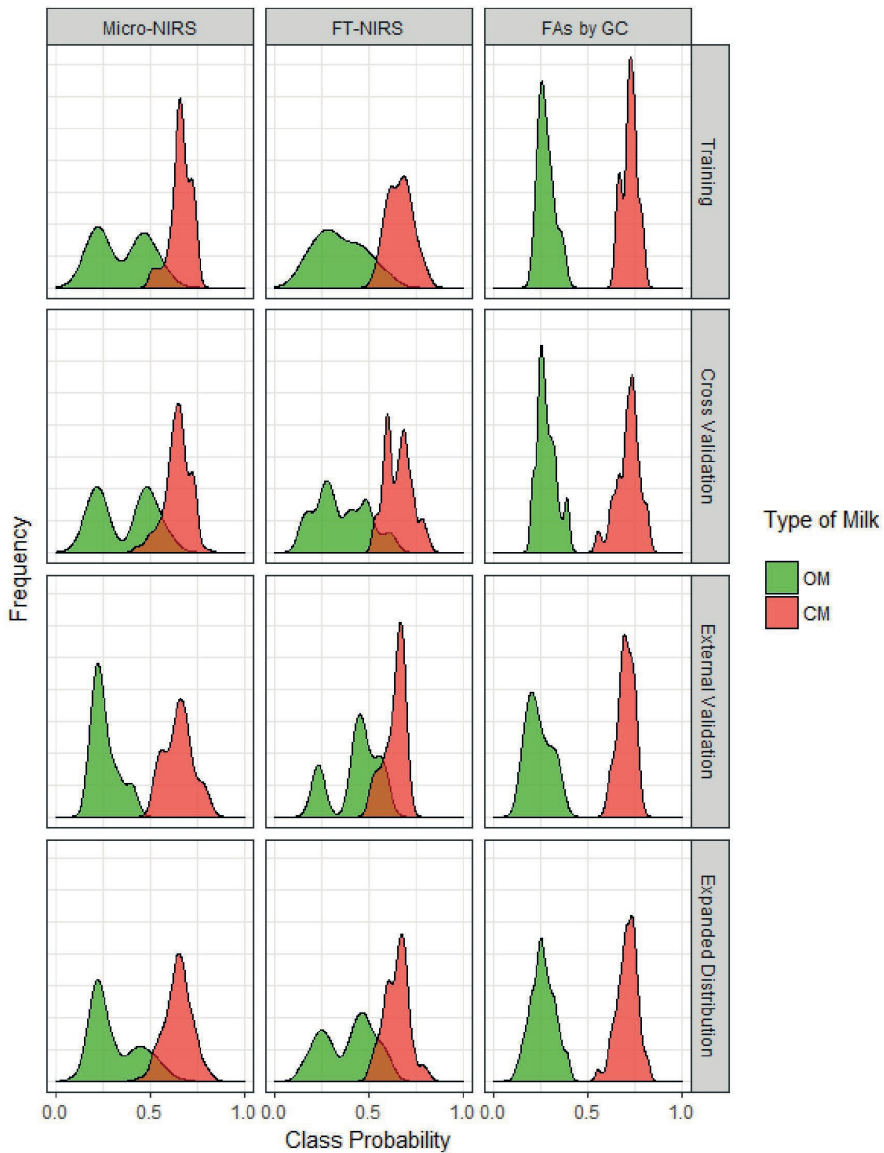 Micro-NIRS
FT-NIRS
FAs by GC
Training
Cross Validation
External Validation
Expanded Distribution
Frequency
0.0 0.5 1.0
0.0 0.5 1.0
0.0 0.5 1.0
Class Probability
Type of Milk
OM
CM